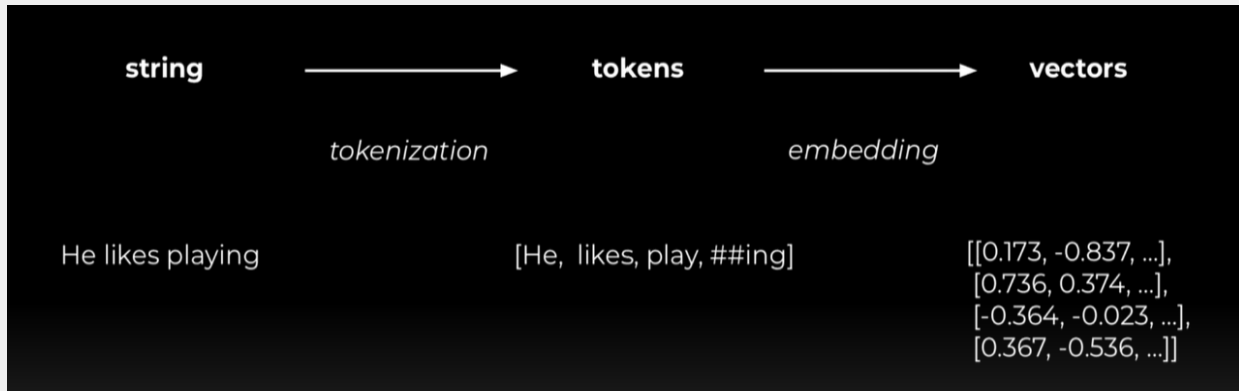 string tokens vectors
tokenization embedding
He likes playing [He, likes, play, ##ing] [[0.173, -0.837, ...],
[0.736, 0.374, ...],
[-0.364, -0.023, ...],
[0.367, -0.536, ...]]